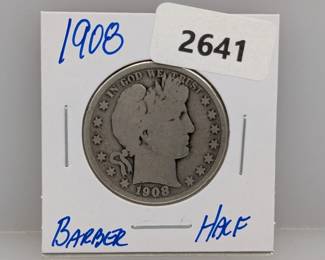 1908
2641
IN GOD WE TRUST
1908
BARBER HALF